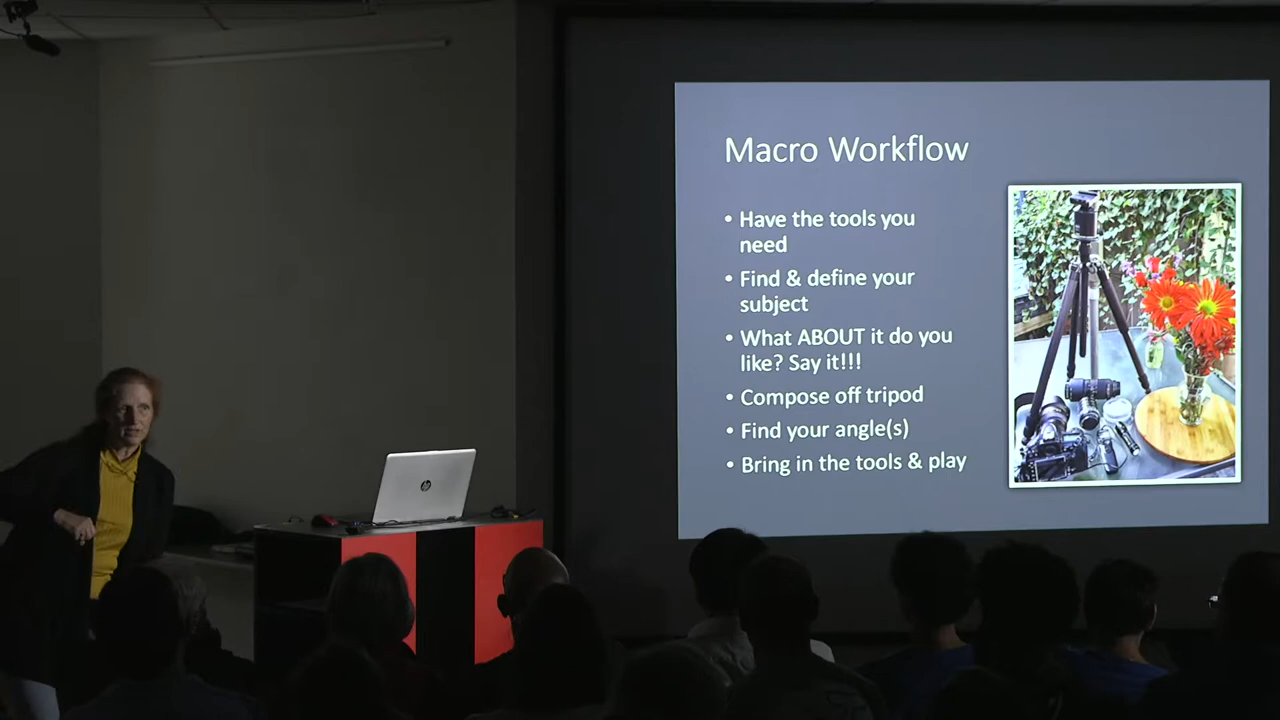 Macro Workflow
• Have the tools you
need
• Find & define your
subject
• What ABOUT it do you
like? Say it!!!
• Compose off tripod
• Find your angle(s)
• Bring in the tools & play
hp